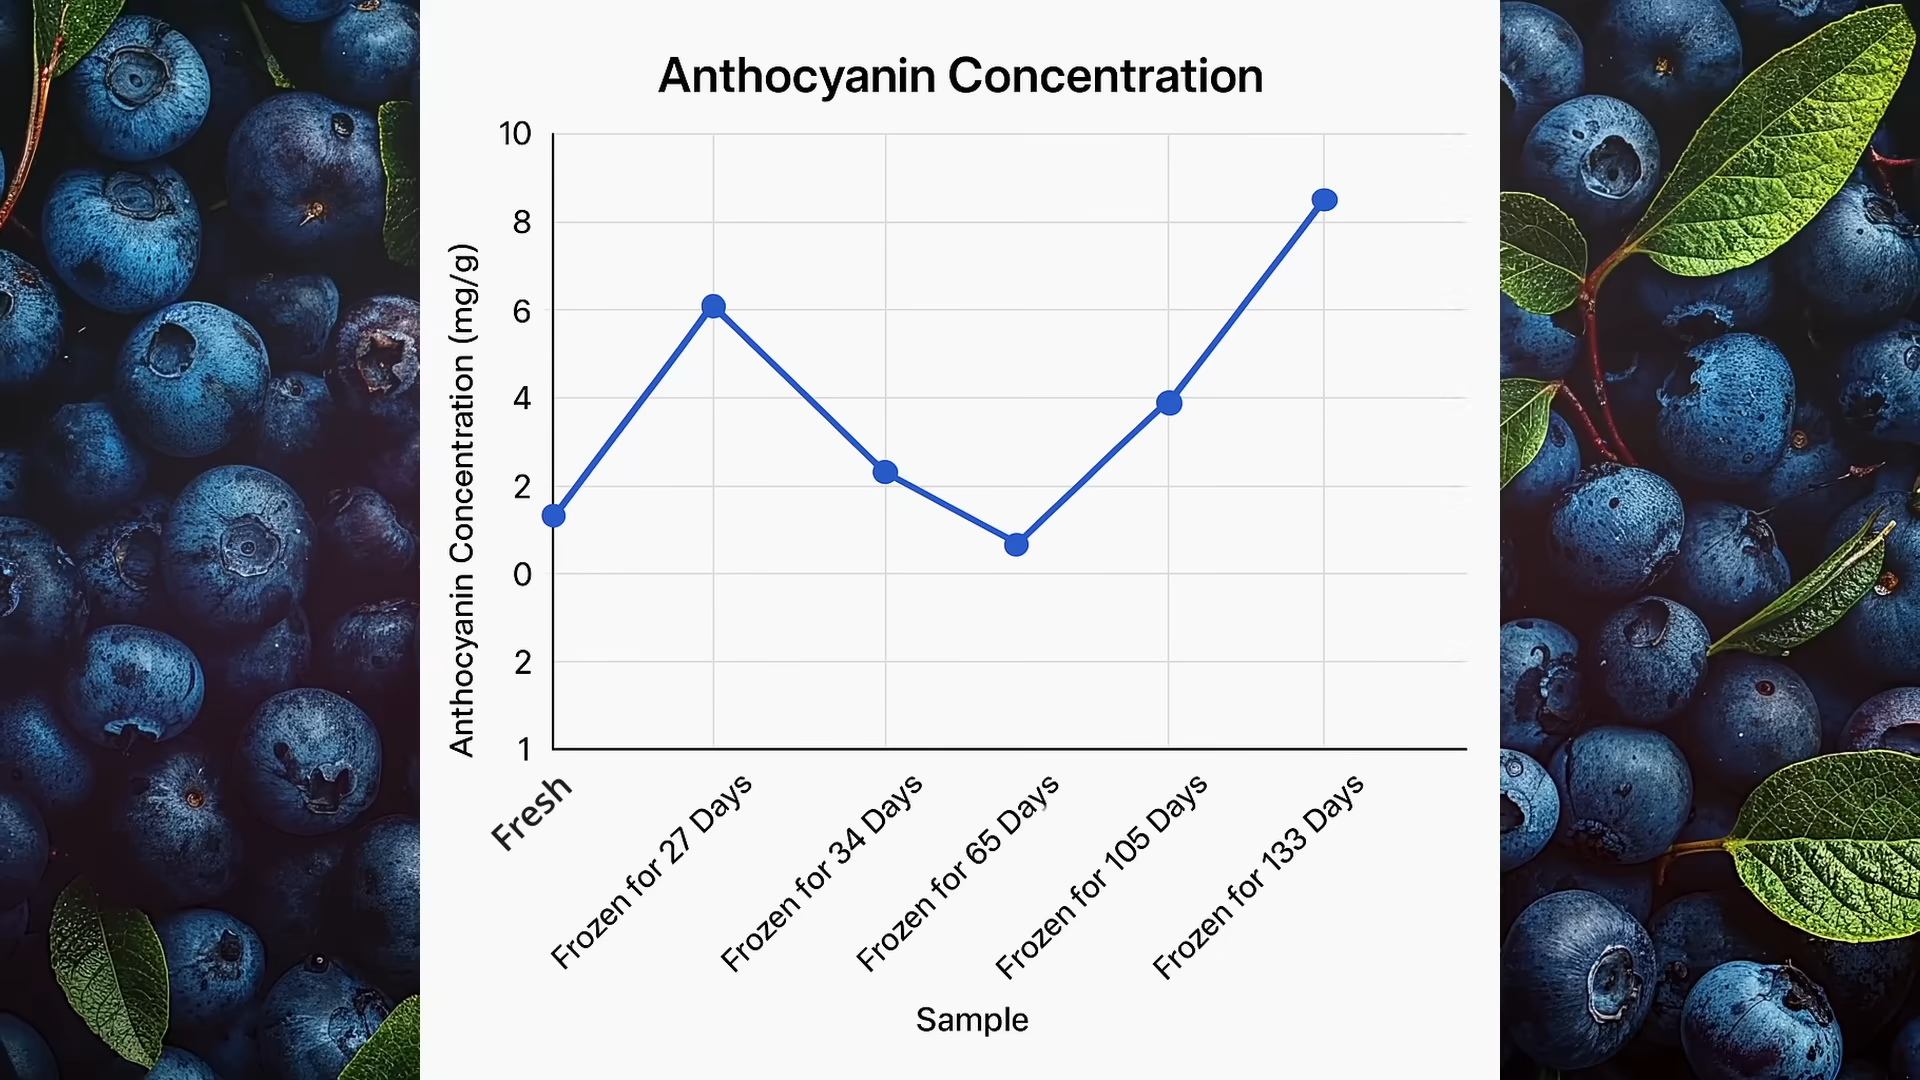 Anthocyanin Concentration
Anthocyanin Concentration (mg/g)
10
8
6
4
2
0
2
1
Fresh
Frozen for 27 Days
Frozen for 34 Days
Frozen for 65 Days
Frozen for 105 Days
Frozen for 133 Days
Sample